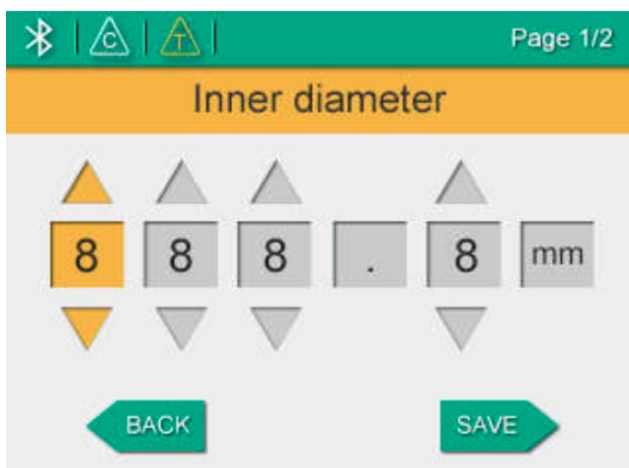 C T Page 1/2
Inner diameter
8 8 8 . 8 mm
BACK SAVE